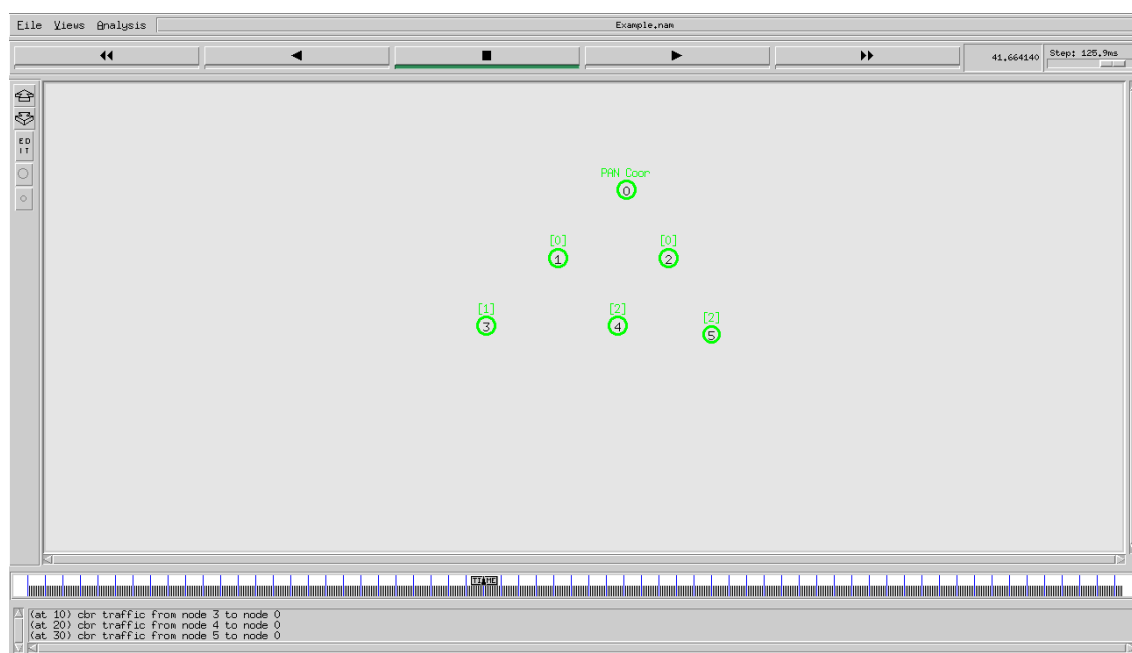 File Views Analysis Example.nam
41.664140 Step: 125.9ms
ED
IT
PAN Coor
0
[0] [0]
1 2
[1] [2] [2]
3 4 5
TIME
(at 10) cbr traffic from node 3 to node 0
(at 20) cbr traffic from node 4 to node 0
(at 30) cbr traffic from node 5 to node 0